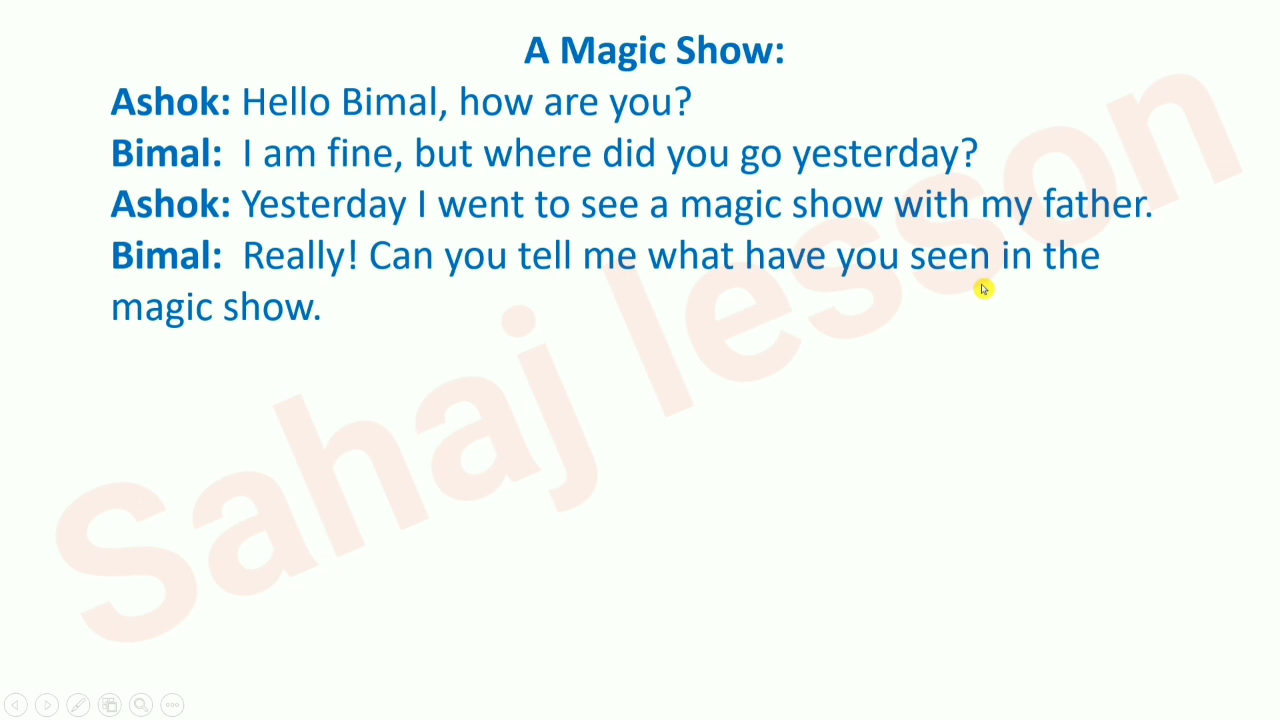 A Magic Show:
Ashok: Hello Bimal, how are you?
Bimal: I am fine, but where did you go yesterday?
Ashok: Yesterday I went to see a magic show with my father.
Bimal: Really! Can you tell me what have you seen in the
magic show.
Sahaj lesson